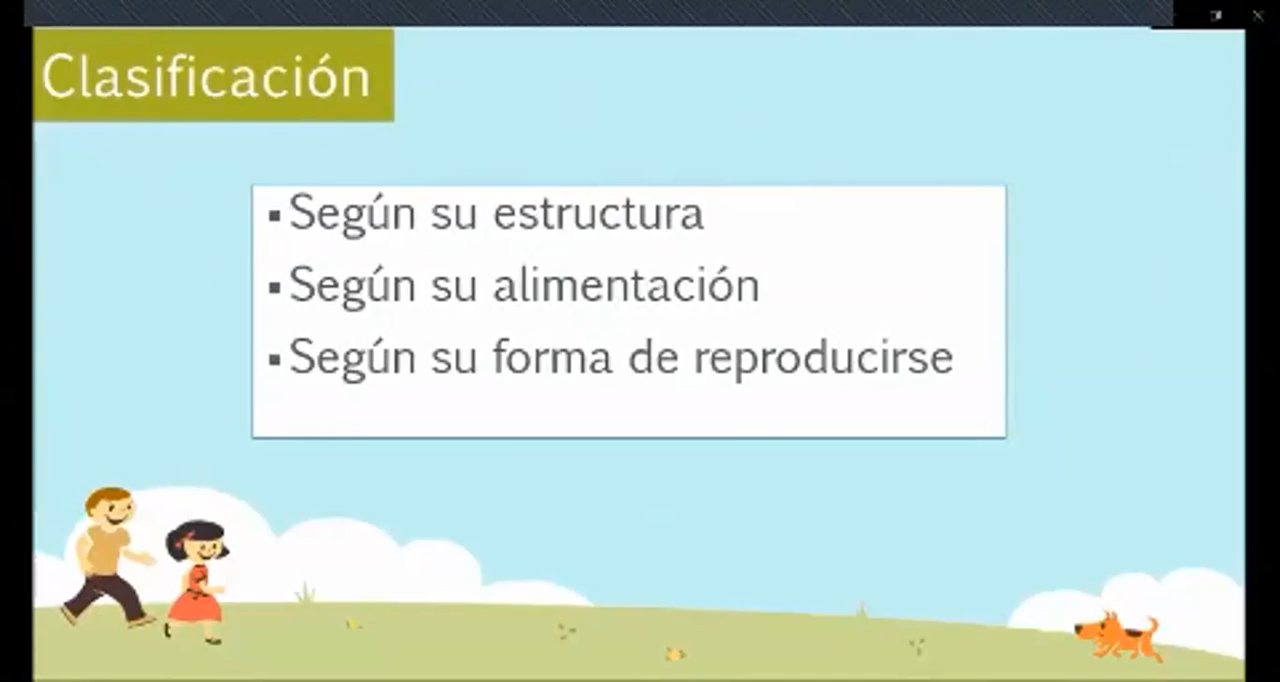 Clasificación
▪Según su estructura
▪Según su alimentación
▪Según su forma de reproducirse